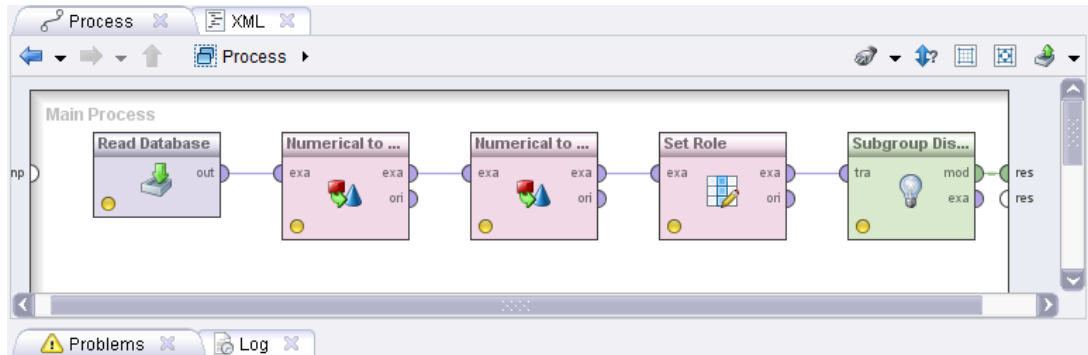 Process XML
Process
Main Process
Read Database Numerical to ... Numerical to ... Set Role Subgroup Dis...
np out exa exa exa exa exa exa tra mod res
ori ori ori exa res
Problems Log